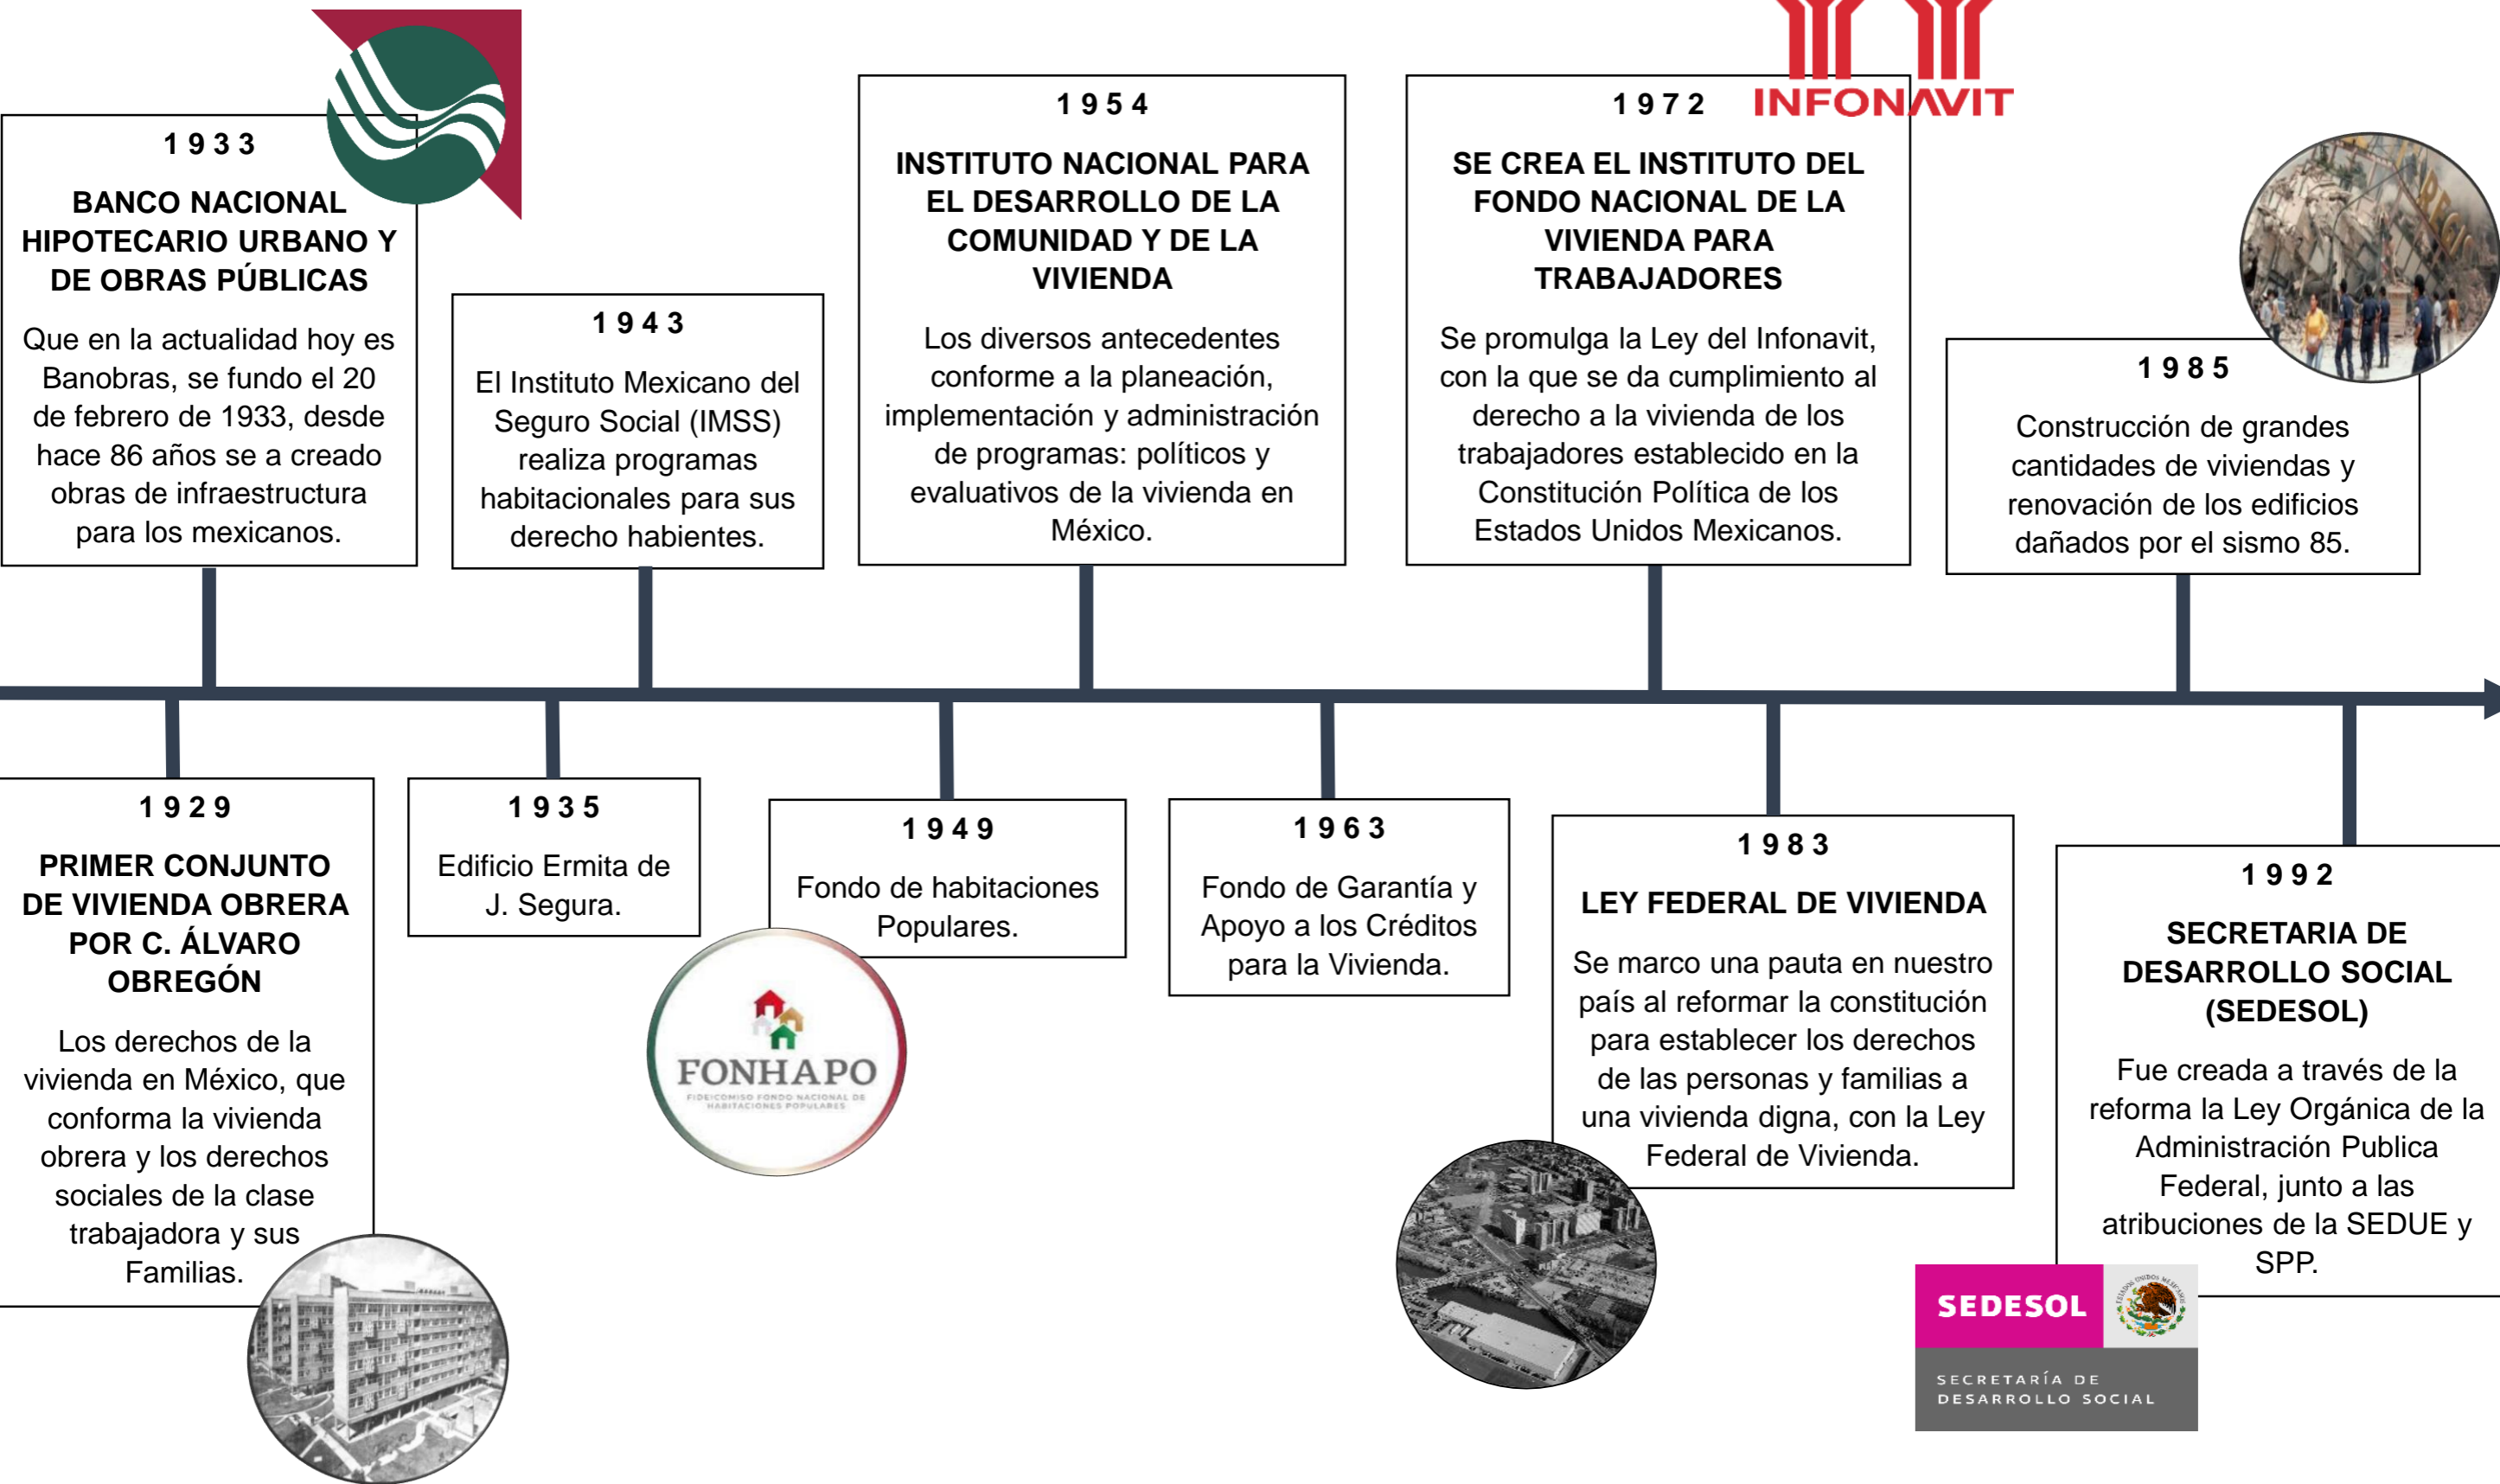 1 9 3 3
BANCO NACIONAL
HIPOTECARIO URBANO Y
DE OBRAS PÚBLICAS
Que en la actualidad hoy es
Banobras, se fundo el 20
de febrero de 1933, desde
hace 86 años se a creado
obras de infraestructura
para los mexicanos.
1 9 4 3
El Instituto Mexicano del
Seguro Social (IMSS)
realiza programas
habitacionales para sus
derecho habientes.
1 9 5 4
INSTITUTO NACIONAL PARA
EL DESARROLLO DE LA
COMUNIDAD Y DE LA
VIVIENDA
Los diversos antecedentes
conforme a la planeación,
implementación y administración
de programas: políticos y
evaluativos de la vivienda en
México.
1 9 7 2
INFONAVIT
SE CREA EL INSTITUTO DEL
FONDO NACIONAL DE LA
VIVIENDA PARA
TRABAJADORES
Se promulga la Ley del Infonavit,
con la que se da cumplimiento al
derecho a la vivienda de los
trabajadores establecido en la
Constitución Política de los
Estados Unidos Mexicanos.
1 9 8 5
Construcción de grandes
cantidades de viviendas y
renovación de los edificios
dañados por el sismo 85.
1 9 2 9
PRIMER CONJUNTO
DE VIVIENDA OBRERA
POR C. ÁLVARO
OBREGÓN
Los derechos de la
vivienda en México, que
conforma la vivienda
obrera y los derechos
sociales de la clase
trabajadora y sus
Familias.
1 9 3 5
Edificio Ermita de
J. Segura.
1 9 4 9
Fondo de habitaciones
Populares.
FONHAPO
FIDEICOMISO FONDO NACIONAL DE
HABITACIONES POPULARES
1 9 6 3
Fondo de Garantía y
Apoyo a los Créditos
para la Vivienda.
1 9 8 3
LEY FEDERAL DE VIVIENDA
Se marco una pauta en nuestro
país al reformar la constitución
para establecer los derechos
de las personas y familias a
una vivienda digna, con la Ley
Federal de Vivienda.
1 9 9 2
SECRETARIA DE
DESARROLLO SOCIAL
(SEDESOL)
Fue creada a través de la
reforma la Ley Orgánica de la
Administración Publica
Federal, junto a las
atribuciones de la SEDUE y
SPP.
SEDESOL
SECRETARÍA DE
DESARROLLO SOCIAL